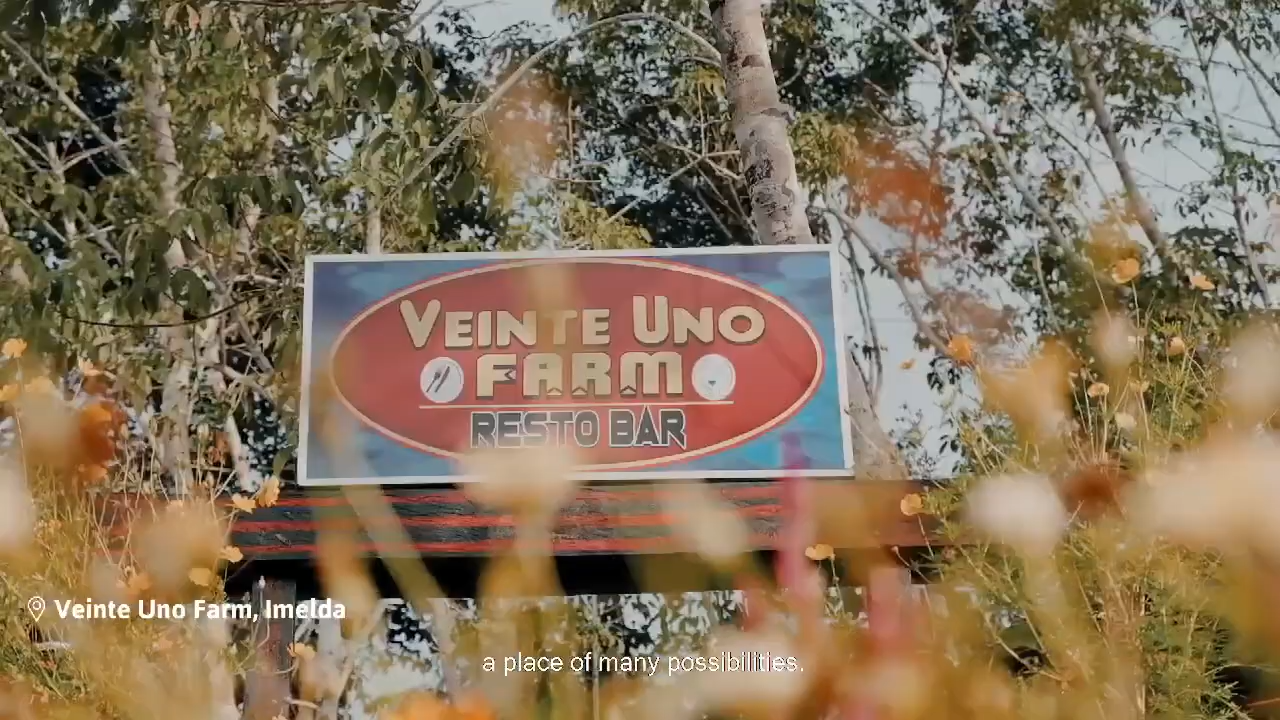 VEINTE UNO
FARM
RESTO BAR
Veinte Uno Farm, Imelda
a place of many possibilities.